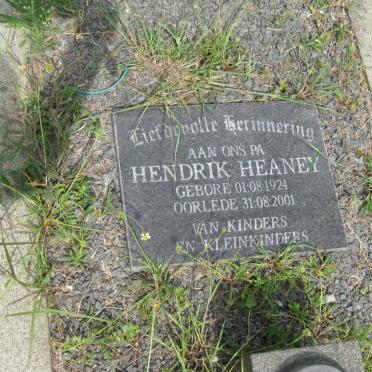 Liefdevolle Herinnering
AAN ONS PA
HENDRIK HEANEY
GEBORE 01.08.1924
OORLEDE 31.08.2001
VAN KINDERS
EN KLEINKINDERS